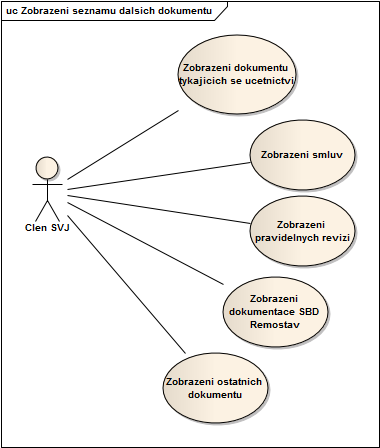 uc Zobrazeni seznamu dalsich dokumentu
Zobrazeni dokumentu
tykajicich se ucetnictvi
Zobrazeni smluv
Zobrazeni
pravidelnych revizi
Clen SVJ
Zobrazeni
dokumentace SBD
Remostav
Zobrazeni ostatnich
dokumentu